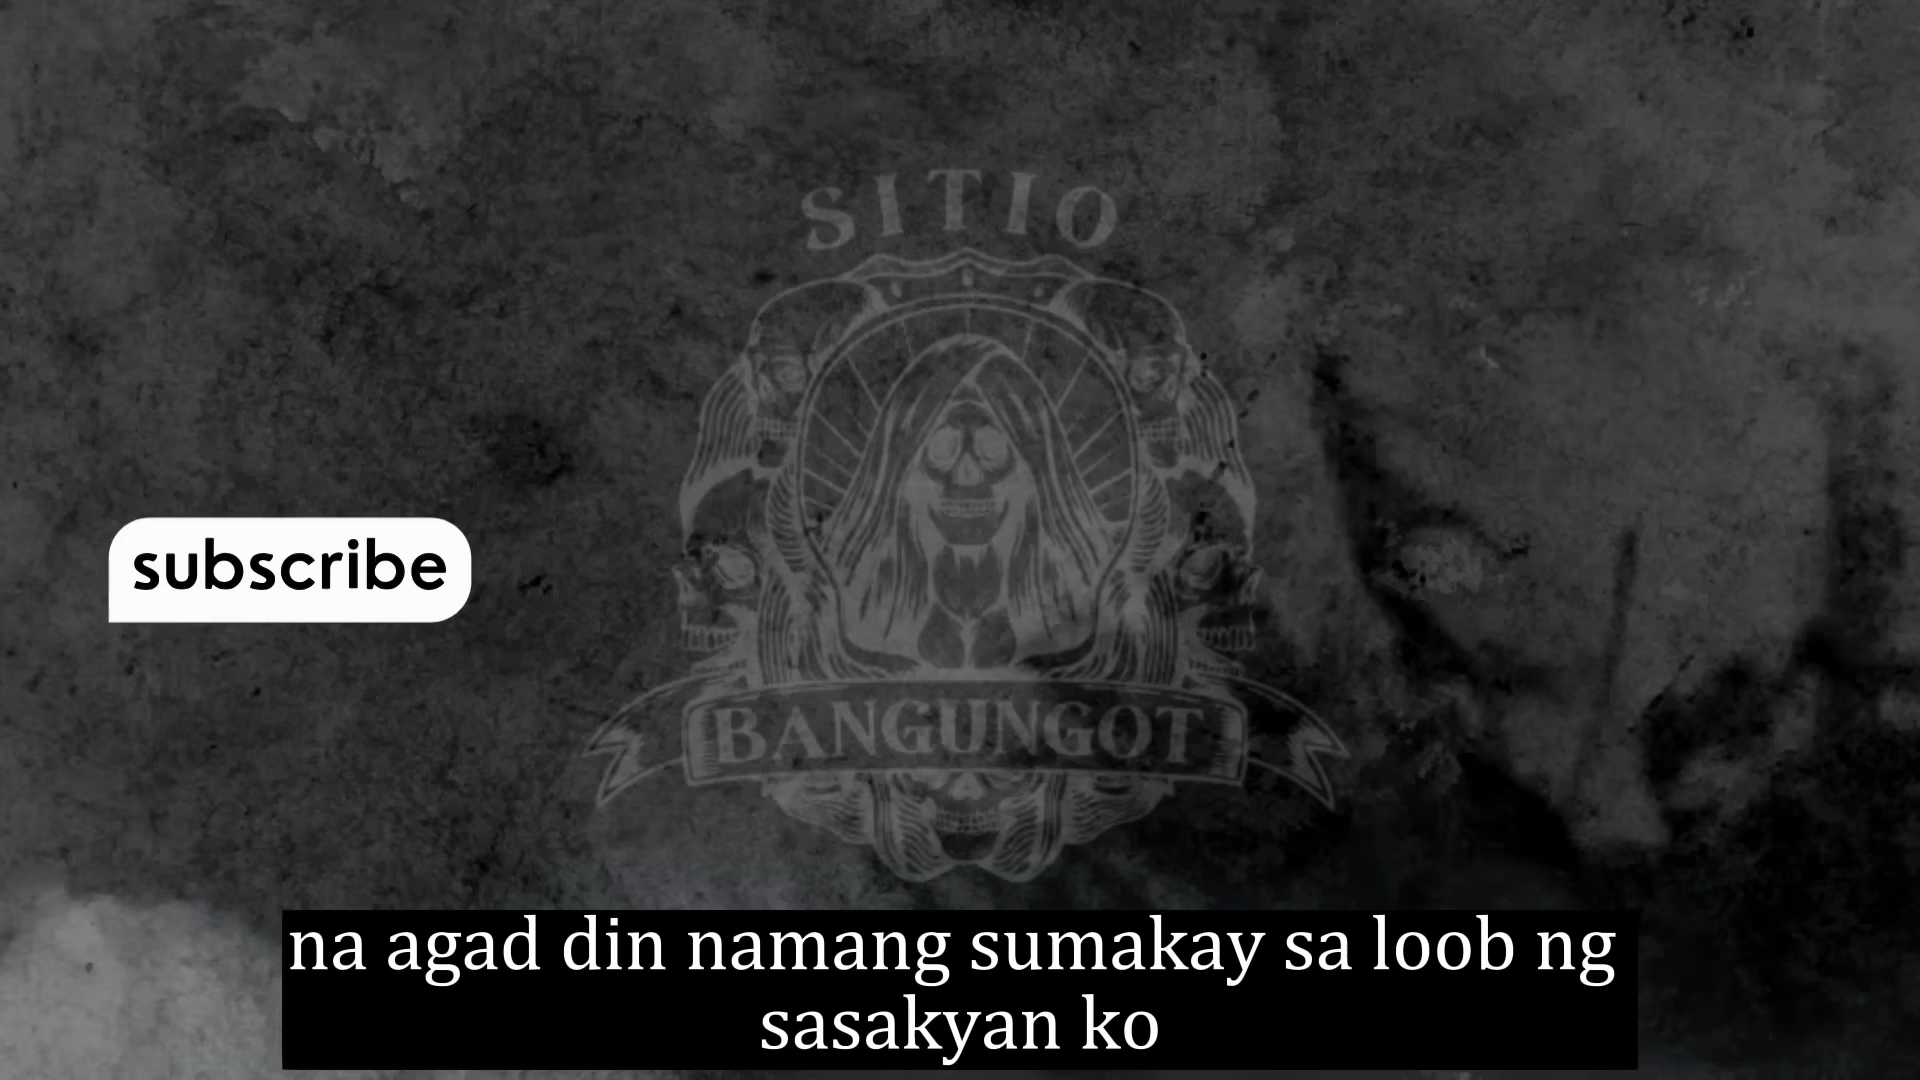 SITIO
subscribe
BANGUNGOT
na agad din namang sumakay sa loob ng
sasakyan ko